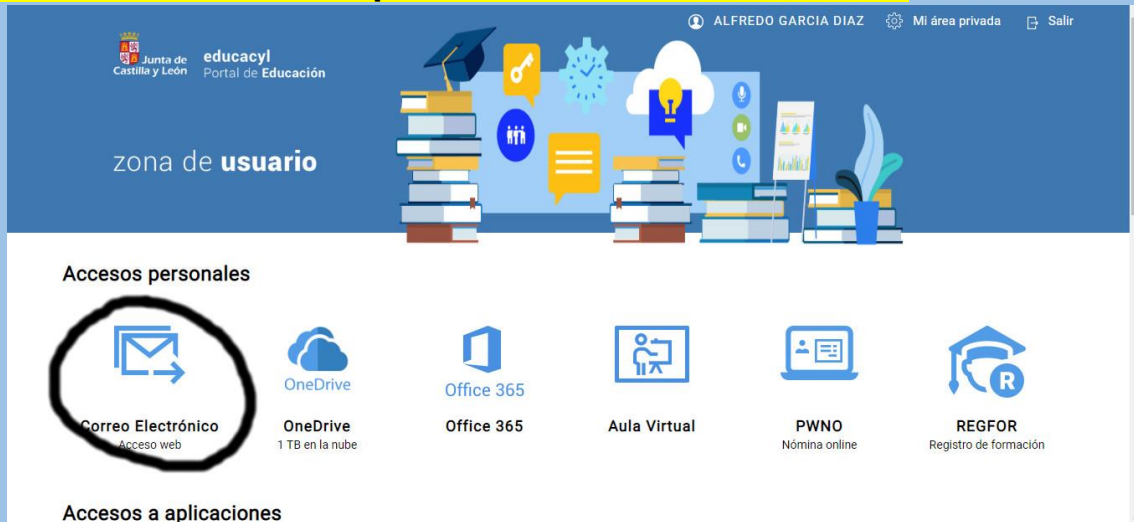 ALFREDO GARCIA DIAZ Mi área privada Salir
Junta de
Castilla y León
educacyl
Portal de Educación
zona de usuario
Accesos personales
OneDrive
Office 365
R
Correo Electrónico
Acceso web
OneDrive
1 TB en la nube
Office 365
Aula Virtual
PWNO
Nómina online
REGFOR
Registro de formación
Accesos a aplicaciones